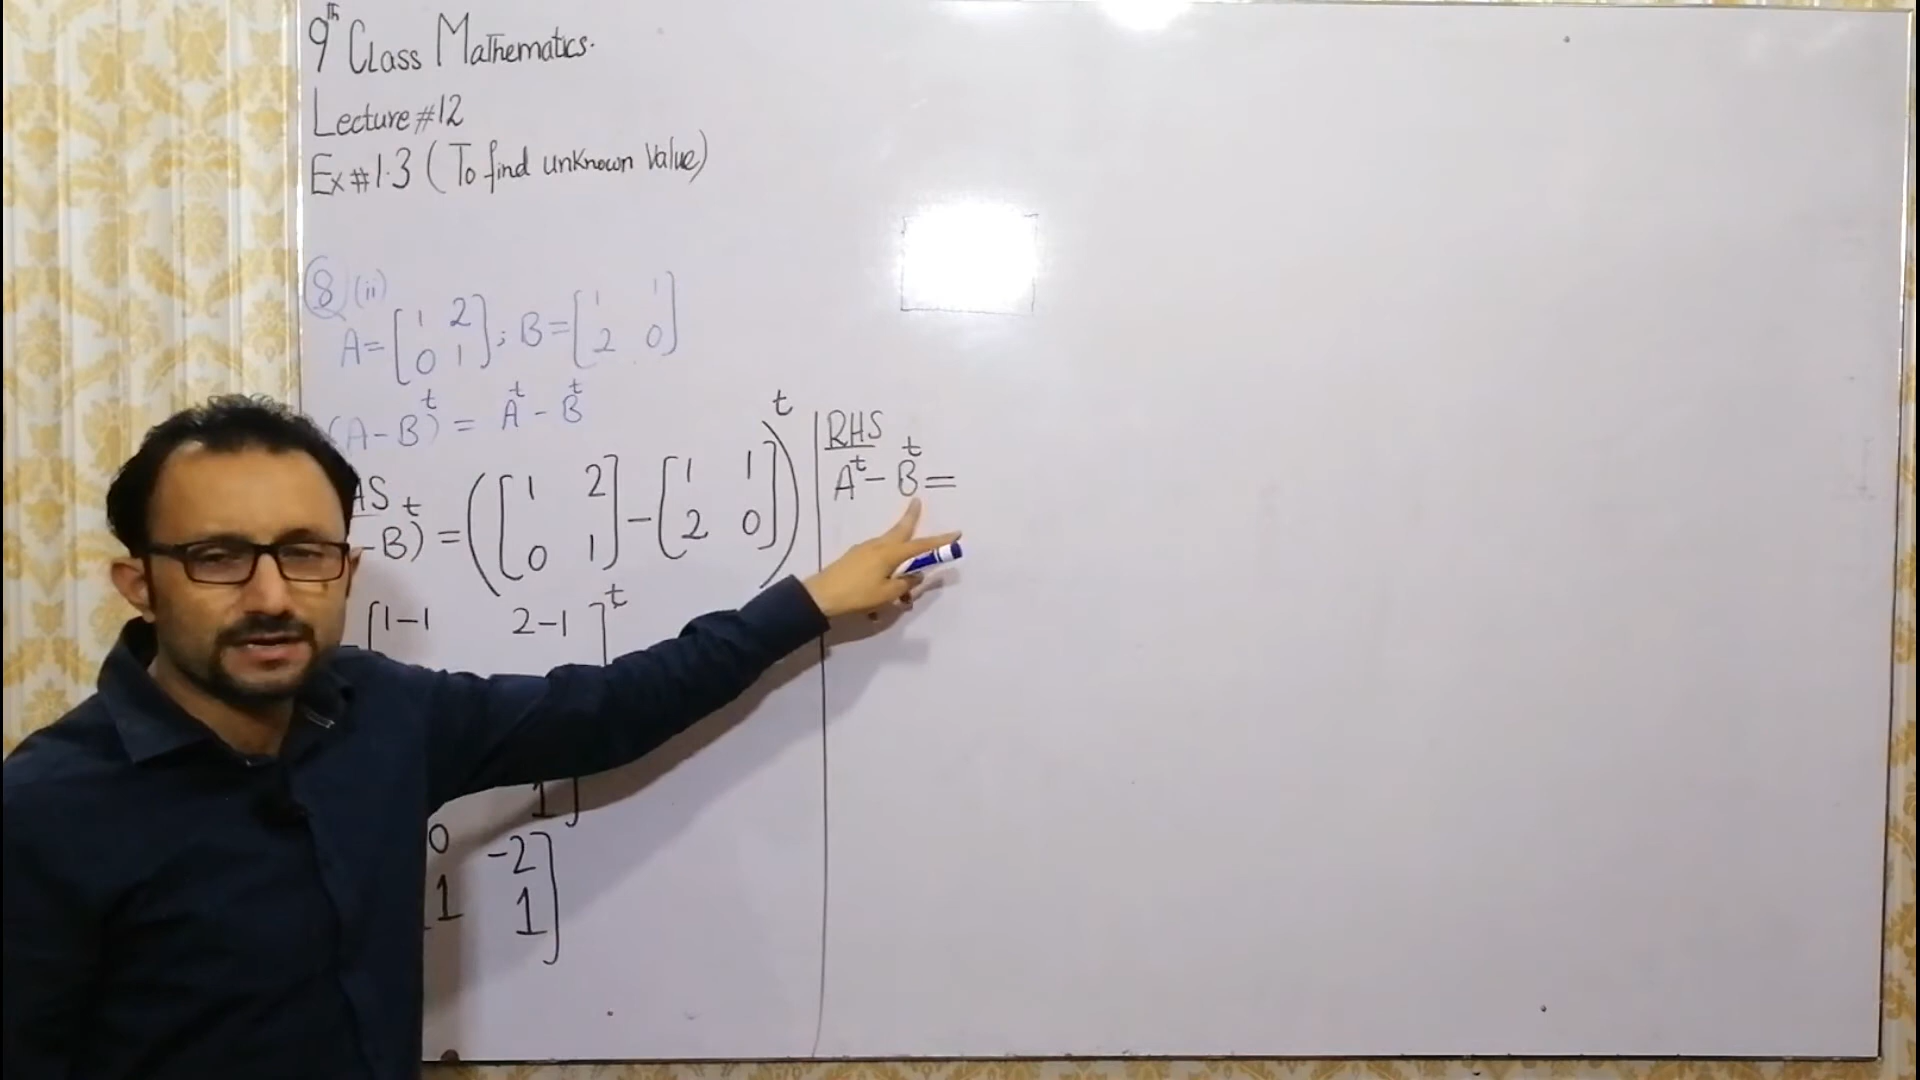 9th Class Mathematics.
Lecture #12
Ex#1.3 (To find unknown Value)
8 (ii)
A = [1 2; 0 1] ; B = [1 1; 2 0]
(A-B)^t = A^t - B^t
HS
-B)^t = ([1 2; 0 1] - [1 1; 2 0])^t
[1-1 2-1]^t
1]
0 -2
1 1]
RHS
A^t - B^t =